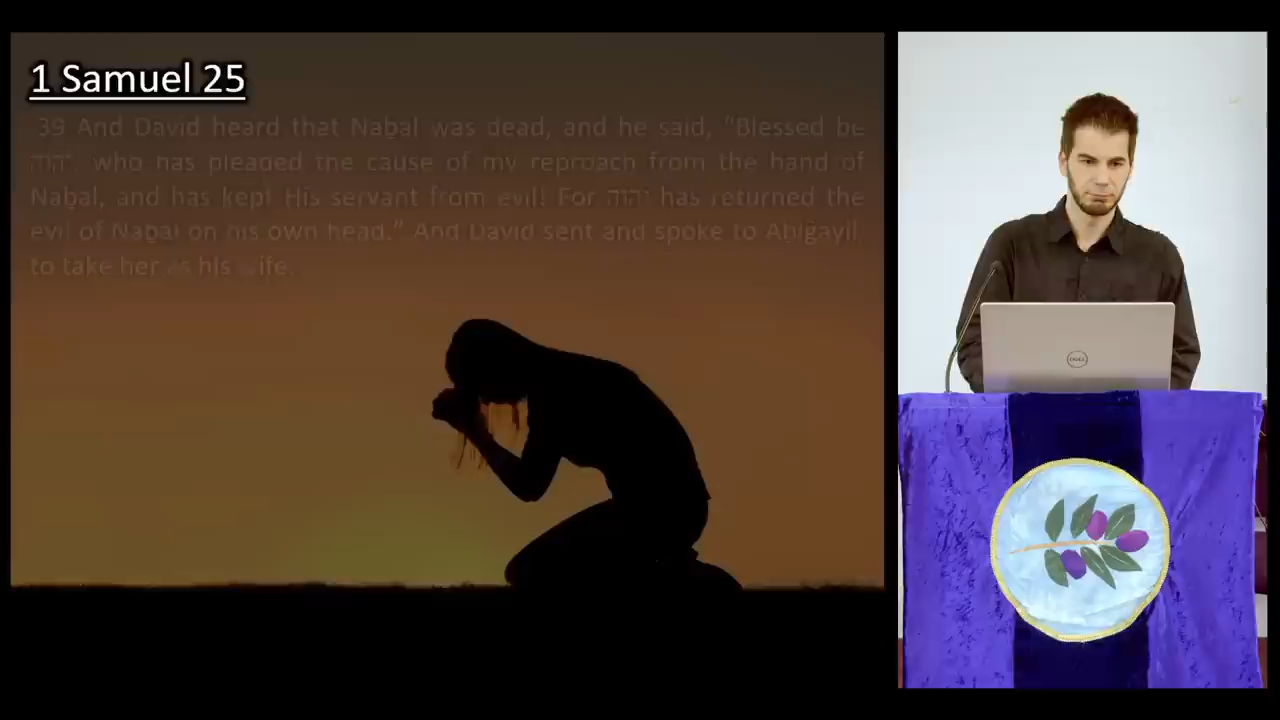 1 Samuel 25
39 And David heard that Nabal was dead, and he said, “Blessed be
יהוה, who has pleaded the cause of my reproach from the hand of
Nabal, and has kept His servant from evil! For יהוה has returned the
evil of Nabal on his own head.” And David sent and spoke to Abiḡayil,
to take her as his wife.
DELL